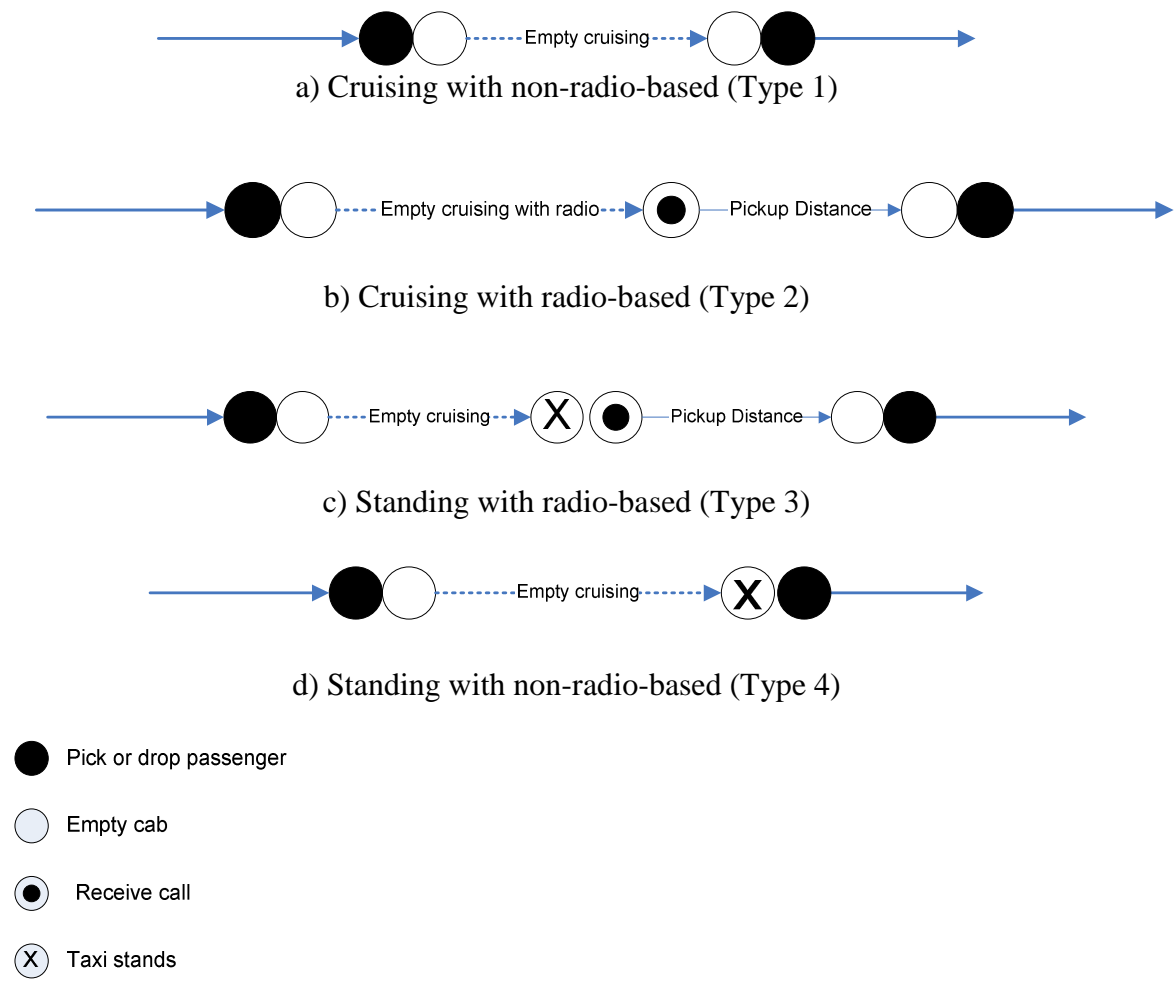 Empty cruising
a) Cruising with non-radio-based (Type 1)
Empty cruising with radio Pickup Distance
b) Cruising with radio-based (Type 2)
Empty cruising X Pickup Distance
c) Standing with radio-based (Type 3)
Empty cruising X
d) Standing with non-radio-based (Type 4)
Pick or drop passenger
Empty cab
Receive call
X Taxi stands